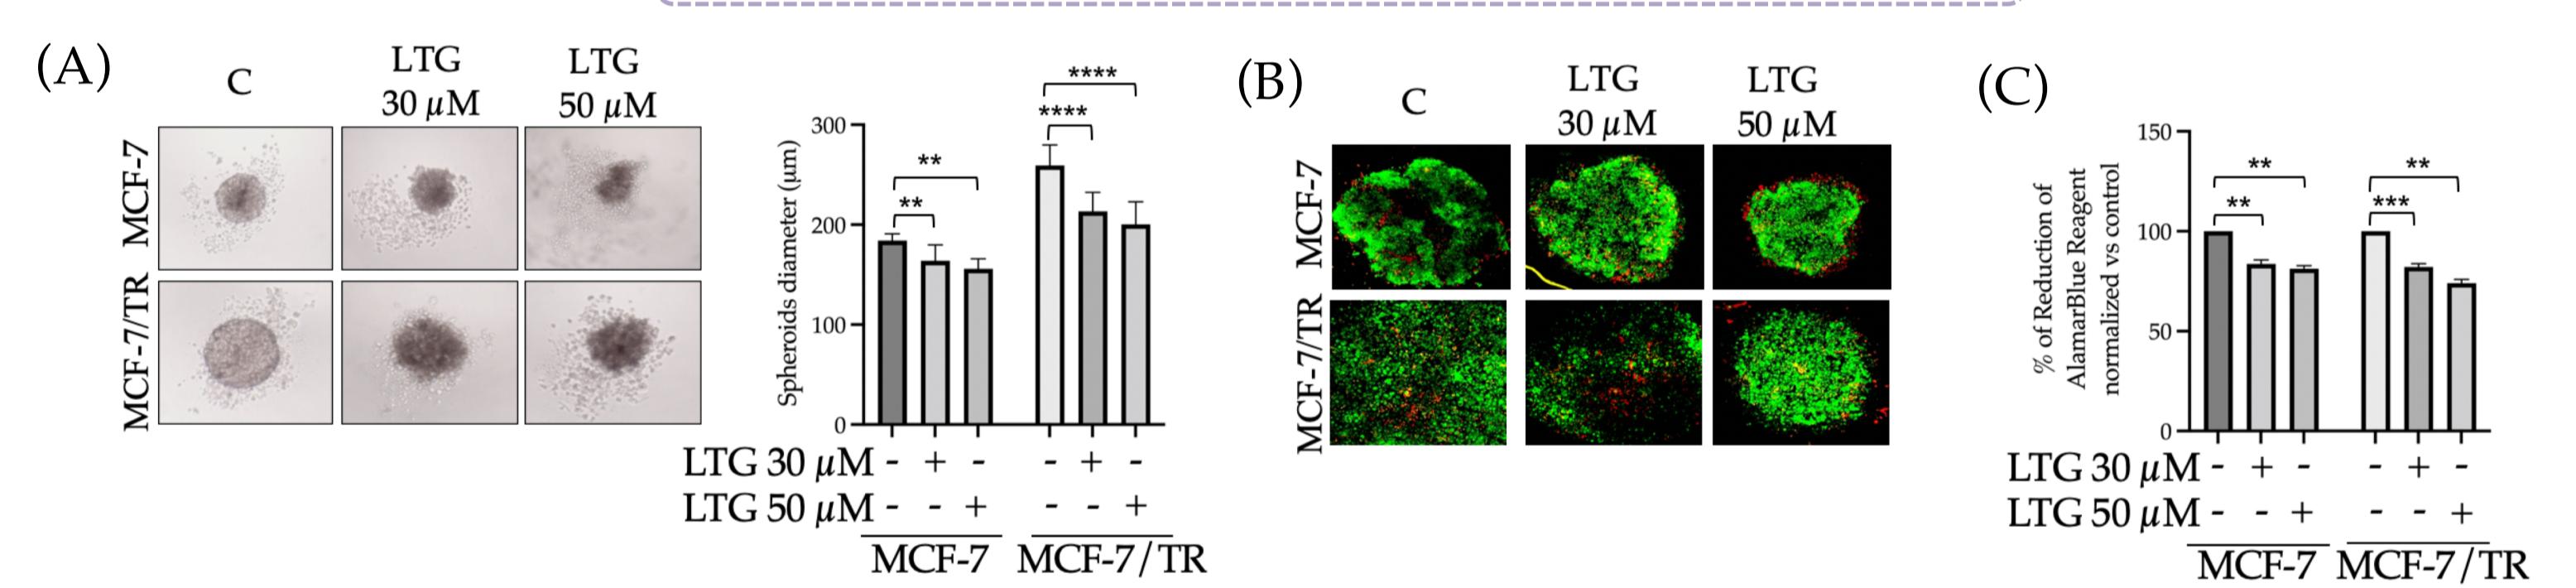 (A)
C
LTG
30 µM
LTG
50 µM
MCF-7
MCF-7/TR
Spheroids diameter (µm)
300
200
100
0
**
**
****
****
LTG 30 µM - + - - + -
LTG 50 µM - - + - - +
MCF-7 MCF-7/TR
(B)
C
LTG
30 µM
LTG
50 µM
MCF-7
MCF-7/TR
(C)
% of Reduction of
AlamarBlue Reagent
normalized vs control
150
100
50
0
**
**
**
***
LTG 30 µM - + - - + -
LTG 50 µM - - + - - +
MCF-7 MCF-7/TR